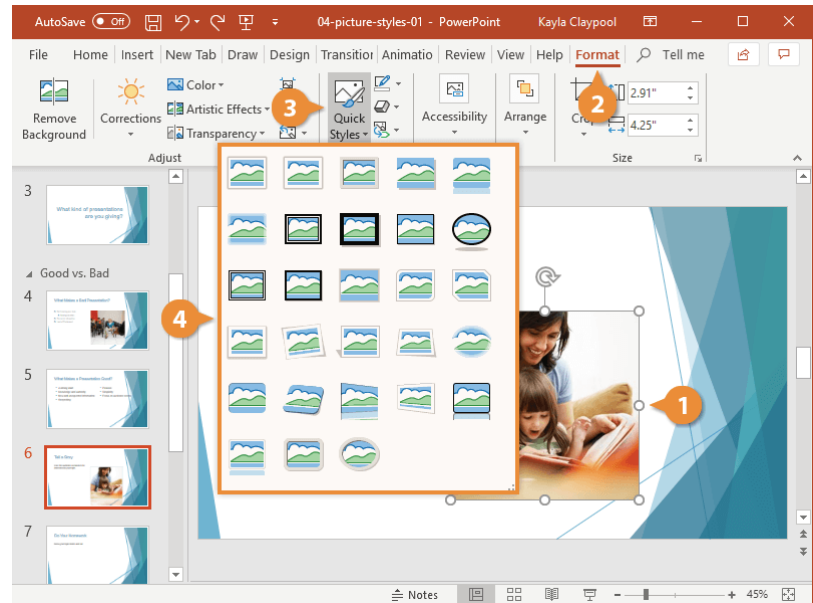 AutoSave Off 04-picture-styles-01 - PowerPoint Kayla Claypool
File Home Insert New Tab Draw Design Transitior Animatio Review View Help Format Tell me
Remove Background
Corrections
Color
Artistic Effects
Transparency
Adjust
3
Quick Styles
Accessibility
Arrange
Crop
2
2.91"
4.25"
Size
3
What kind of presentations
are you giving?
Good vs. Bad
4
What Makes a Bad Presentation?
5
What Makes a Presentation Good?
6
Tell a Story
7
Do Your Homework
4
1
Notes 45%